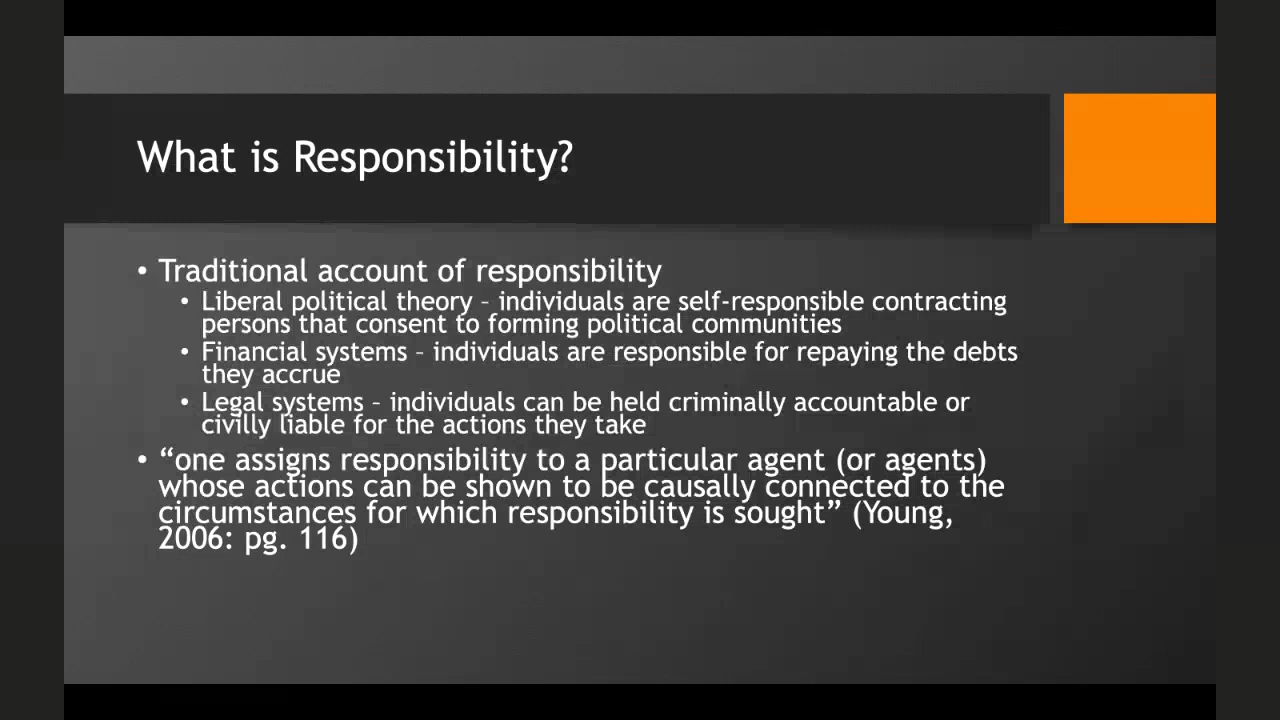 What is Responsibility?
• Traditional account of responsibility
• Liberal political theory – individuals are self-responsible contracting
persons that consent to forming political communities
• Financial systems – individuals are responsible for repaying the debts
they accrue
• Legal systems – individuals can be held criminally accountable or
civilly liable for the actions they take
• “one assigns responsibility to a particular agent (or agents)
whose actions can be shown to be causally connected to the
circumstances for which responsibility is sought” (Young,
2006: pg. 116)